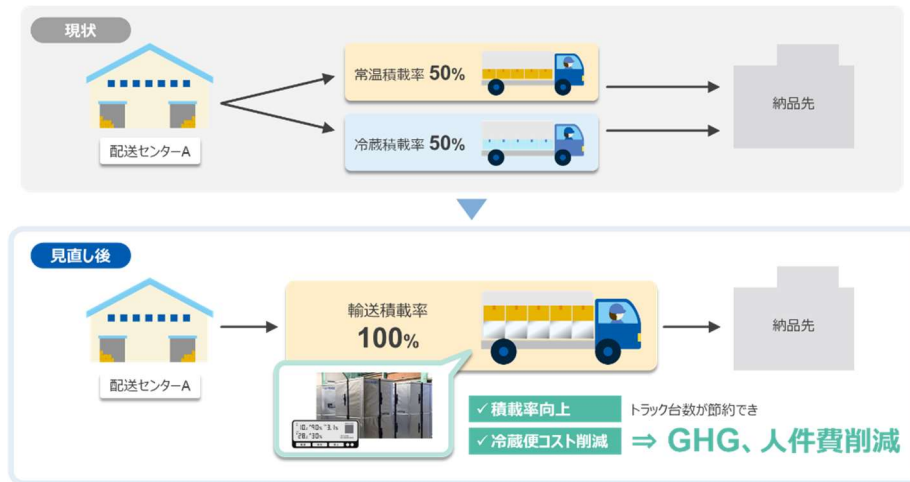 現状
配送センターA
常温積載率 50%
冷蔵積載率 50%
納品先
見直し後
配送センターA
輸送積載率
100%
納品先
✓ 積載率向上
トラック台数が節約でき
✓ 冷蔵便コスト削減
⇒ GHG、人件費削減